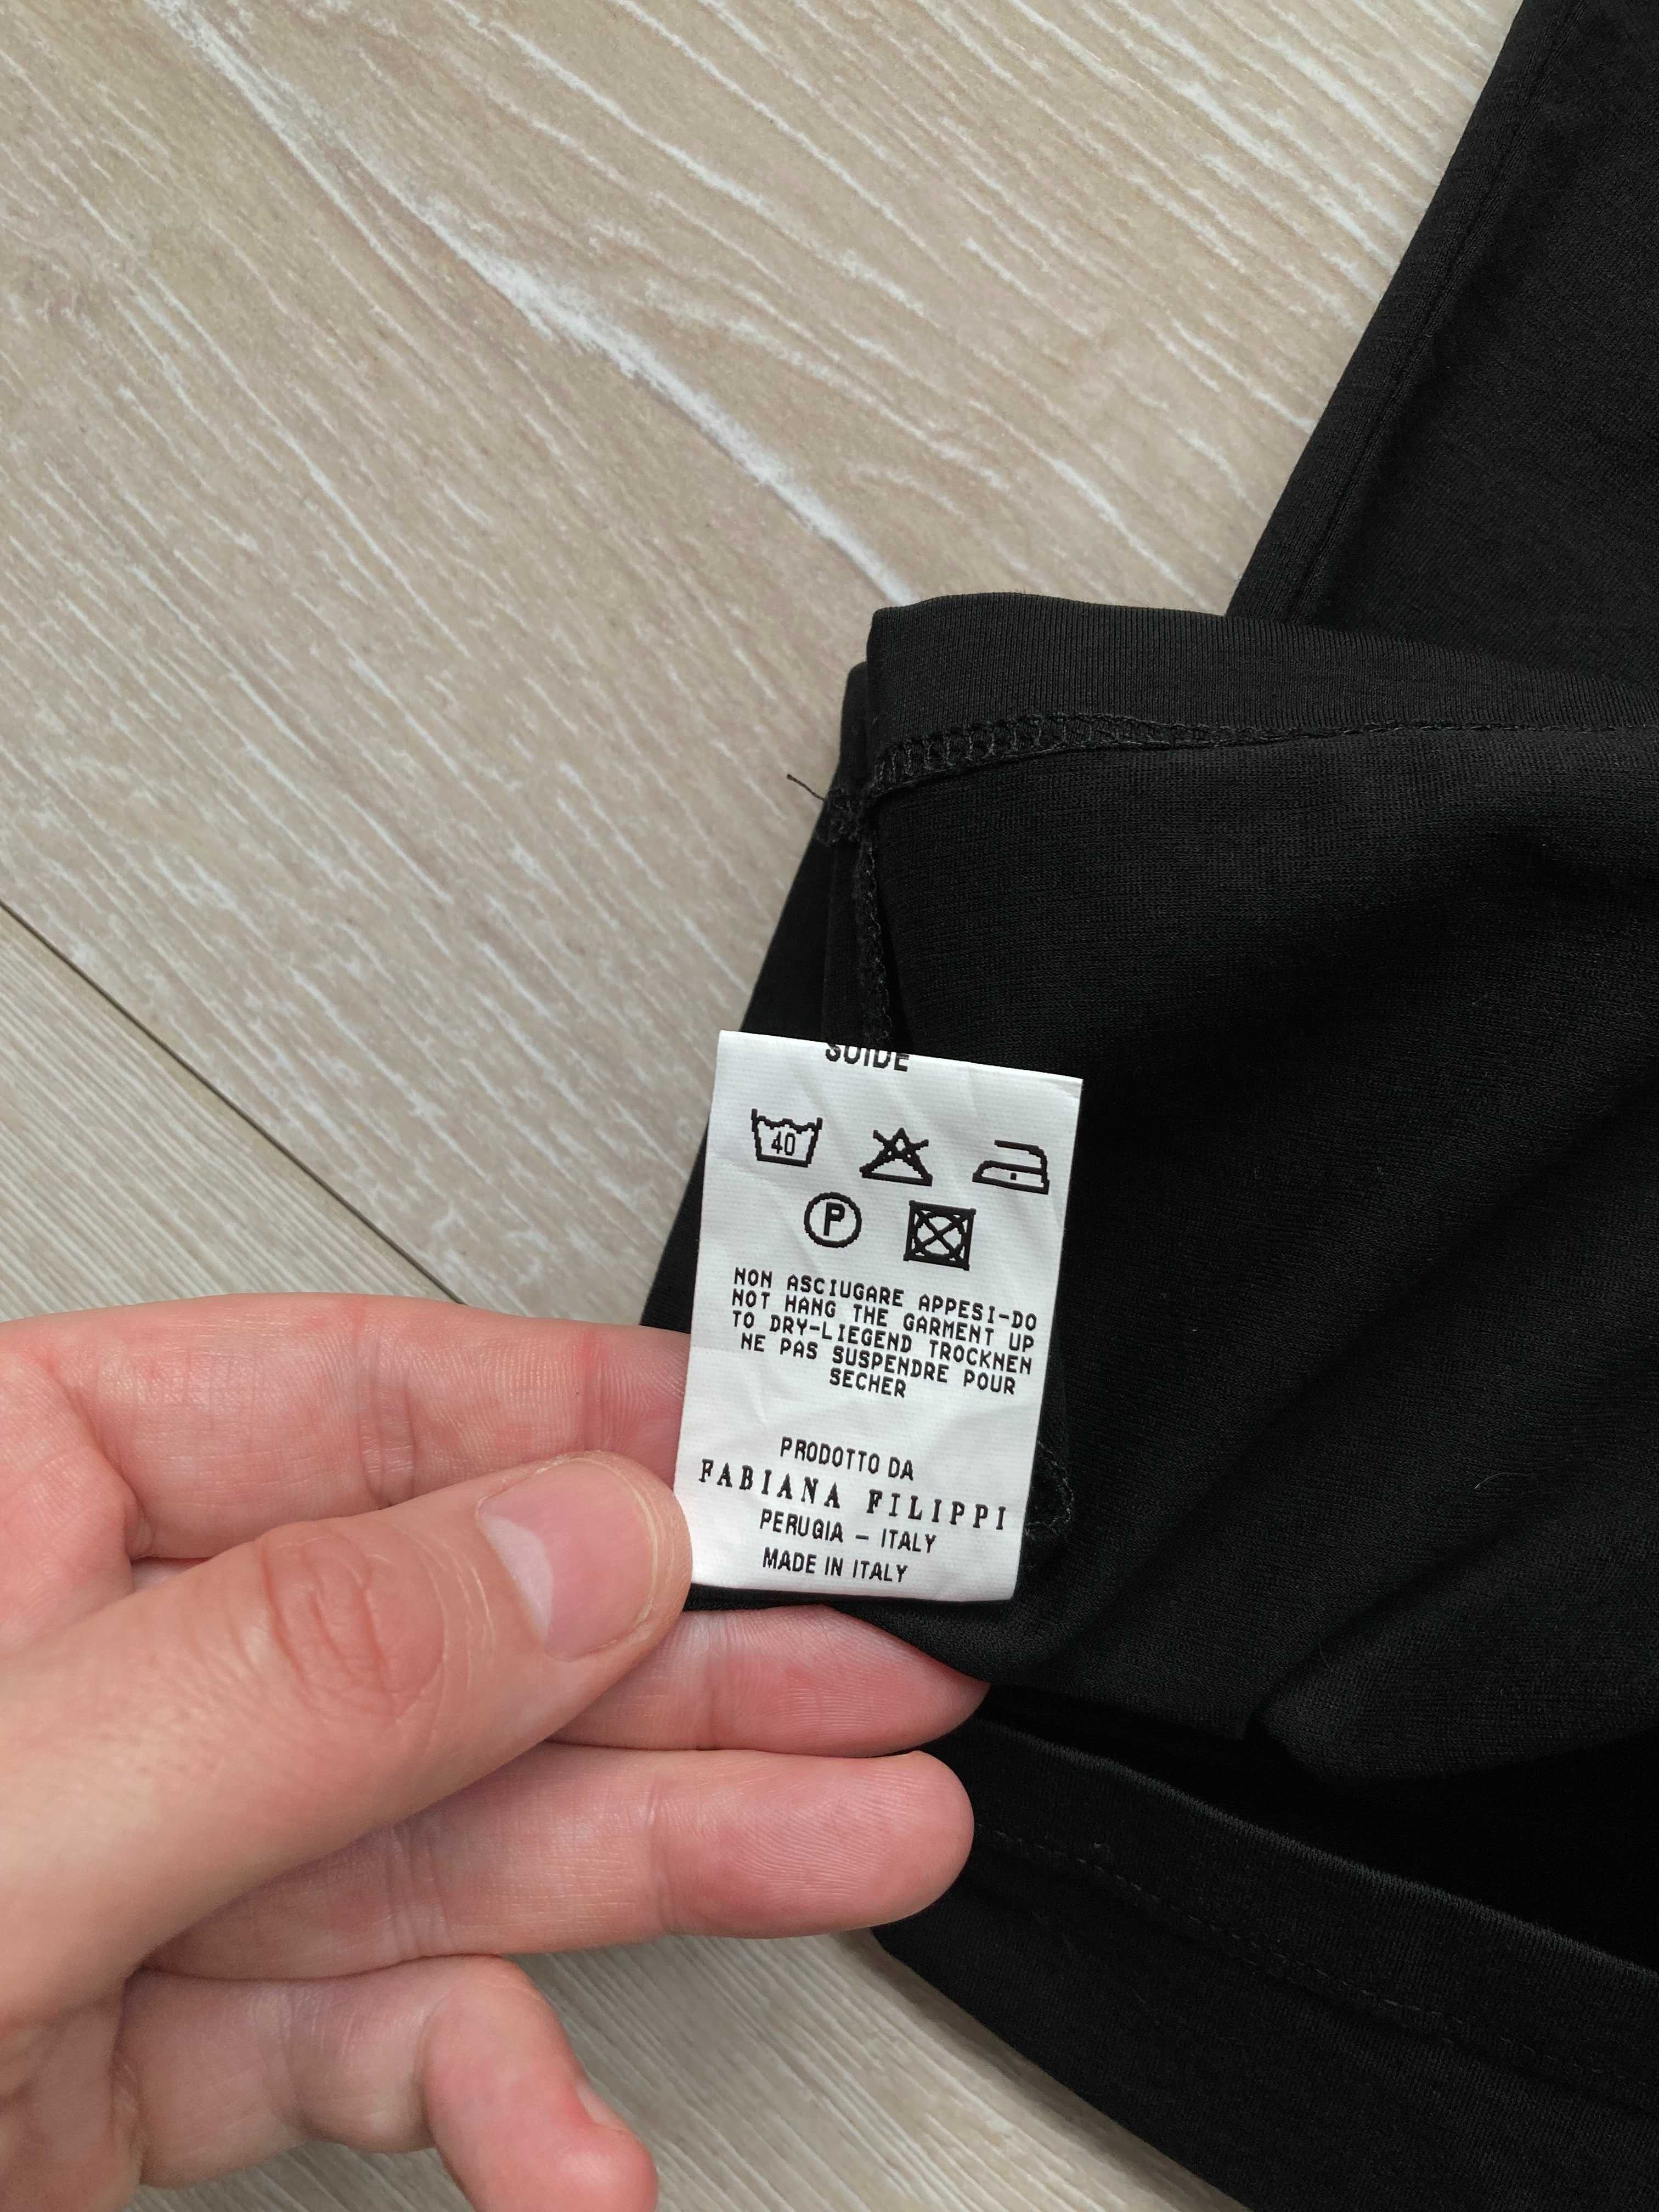 40
P
NON ASCIUGARE APPESI-DO
NOT HANG THE GARMENT UP
TO DRY-LIEGEND TROCKNEN
NE PAS SUSPENDRE POUR
SECHER
PRODOTTO DA
FABIANA FILIPPI
PERUGIA – ITALY
MADE IN ITALY